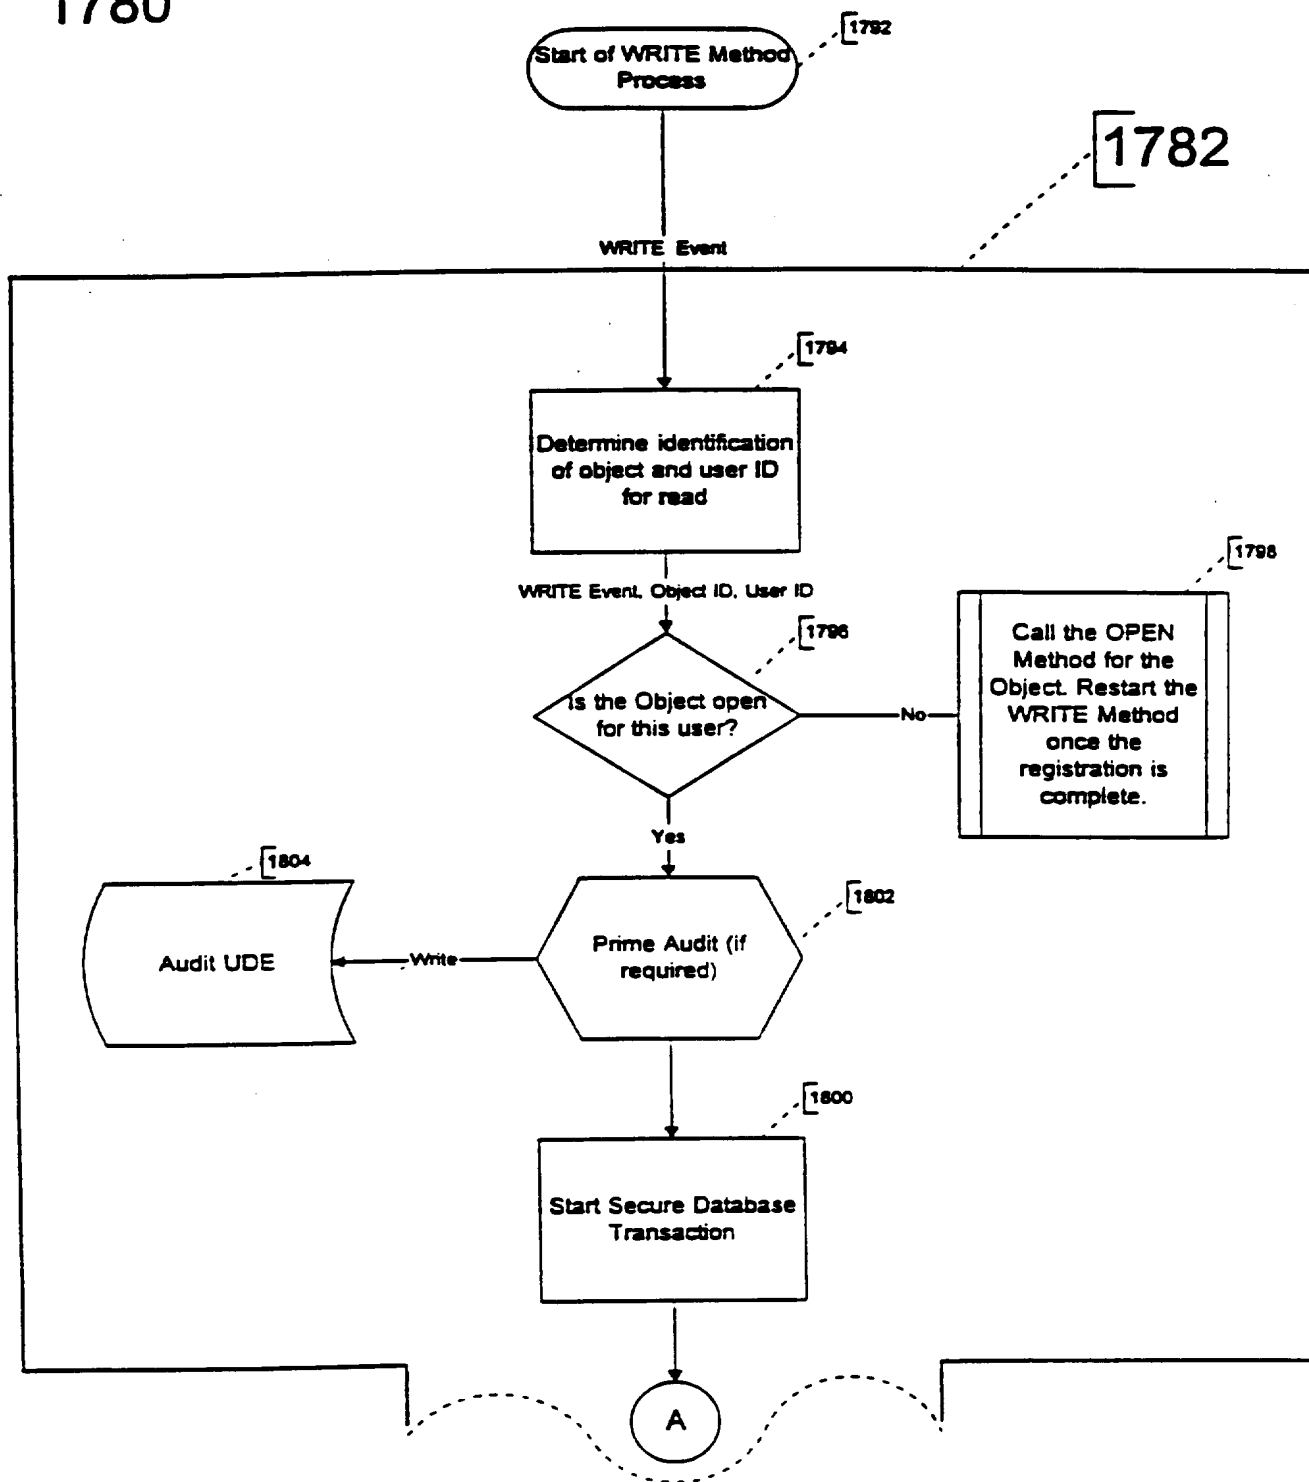 1780
1792
Start of WRITE Method
Process
1782
WRITE Event
1794
Determine identification
of object and user ID
for read
WRITE Event, Object ID, User ID
1796
Is the Object open
for this user?
No
1798
Call the OPEN
Method for the
Object. Restart the
WRITE Method
once the
registration is
complete.
Yes
1804
Audit UDE
Write
1802
Prime Audit (if
required)
1800
Start Secure Database
Transaction
A